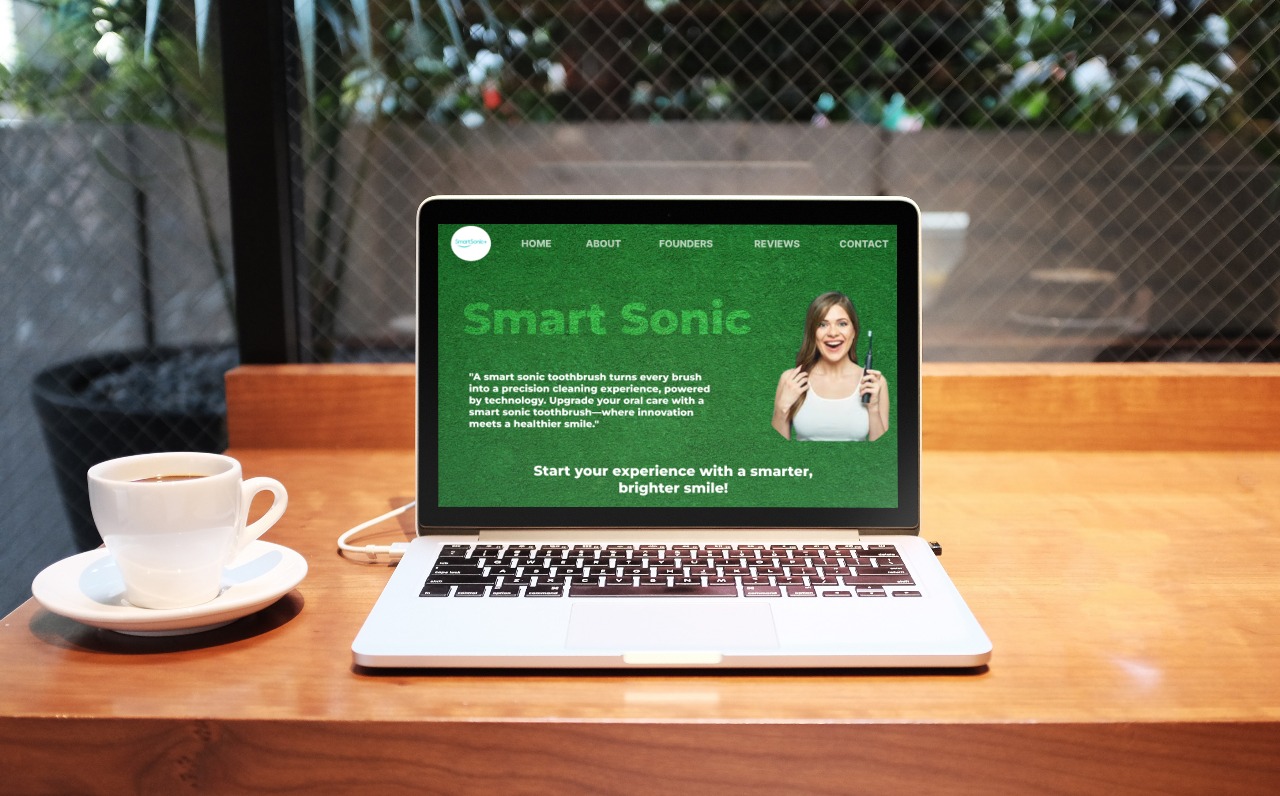 SmartSonic+
HOME ABOUT FOUNDERS REVIEWS CONTACT
Smart Sonic
"A smart sonic toothbrush turns every brush
into a precision cleaning experience, powered
by technology. Upgrade your oral care with a
smart sonic toothbrush—where innovation
meets a healthier smile."
Start your experience with a smarter,
brighter smile!